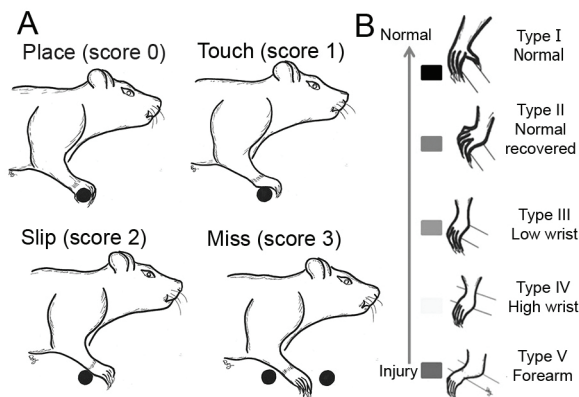 A
Place (score 0)
Touch (score 1)
Slip (score 2)
Miss (score 3)
B
Normal
Type I
Normal
Type II
Normal
recovered
Type III
Low wrist
Type IV
High wrist
Injury
Type V
Forearm